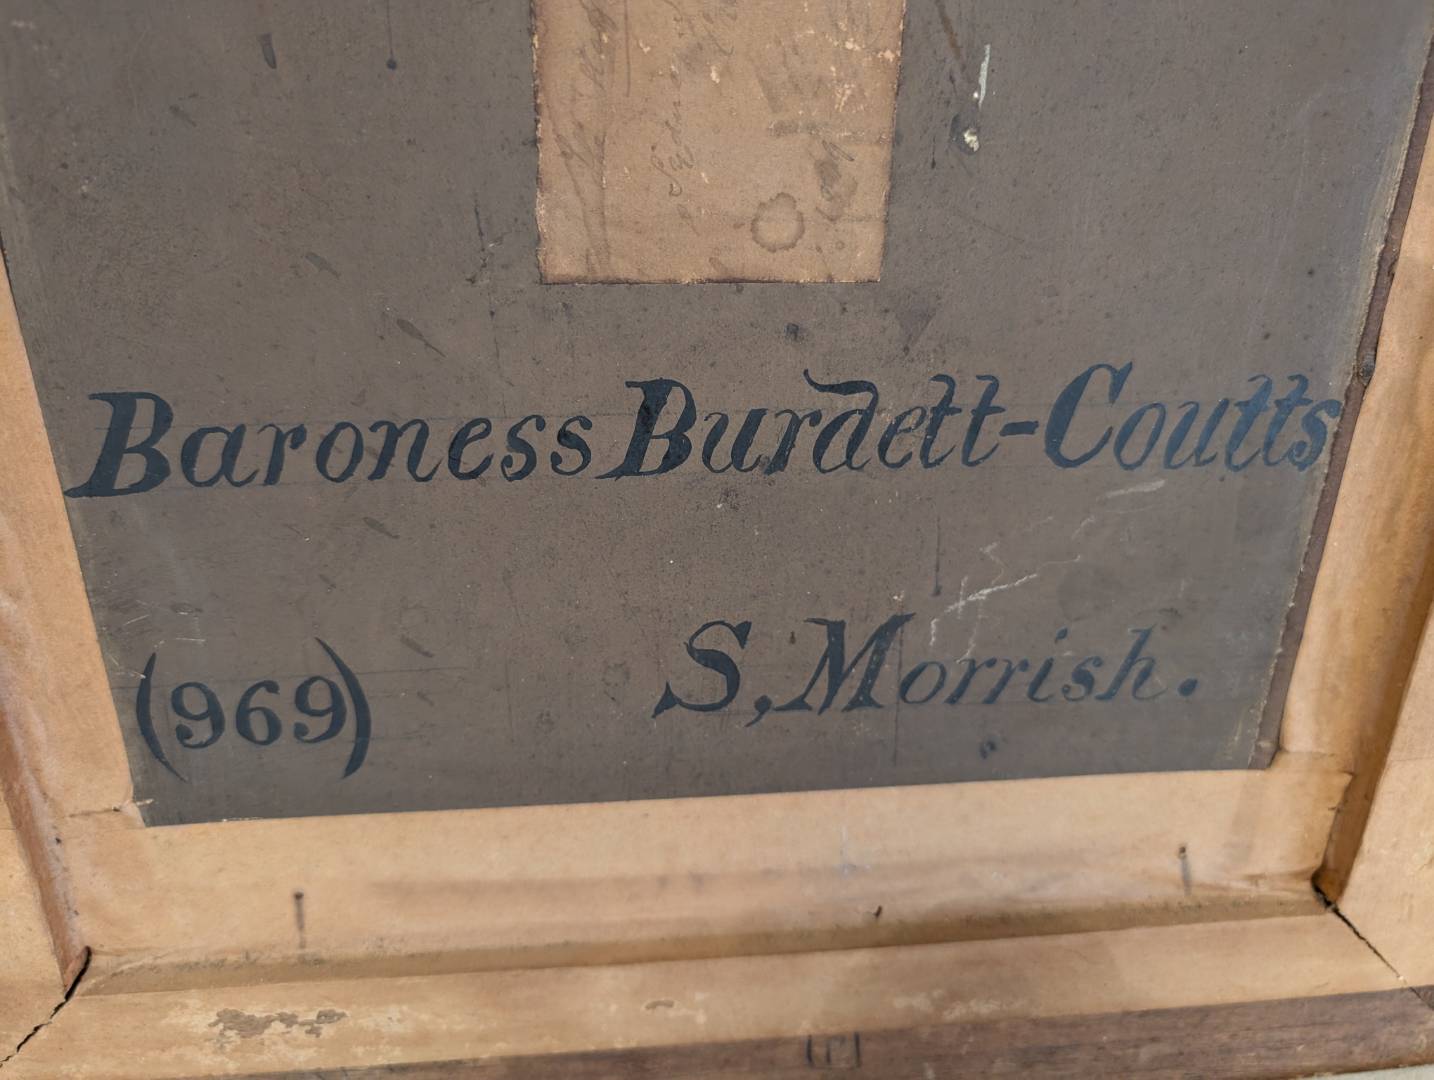 Baroness Burdett-Coutts
(969) S, Morrish.